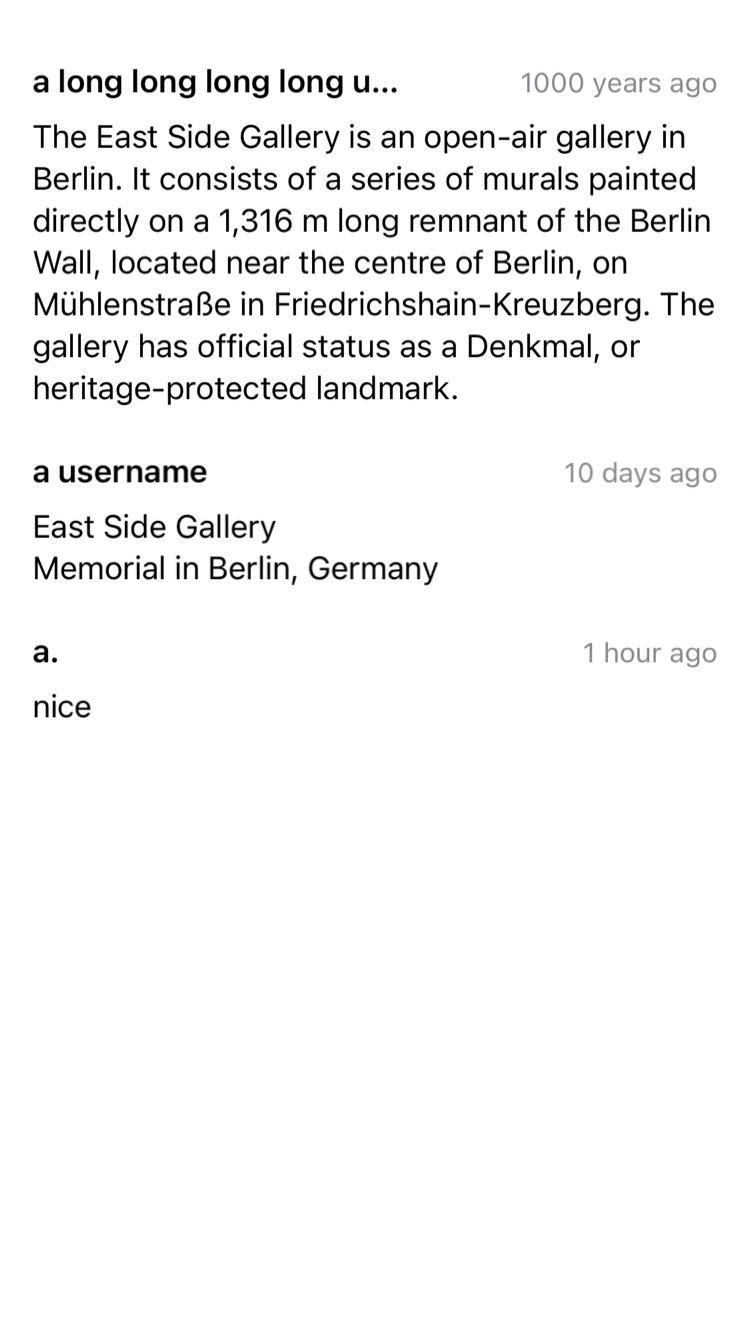 a long long long long u...
1000 years ago
The East Side Gallery is an open-air gallery in
Berlin. It consists of a series of murals painted
directly on a 1,316 m long remnant of the Berlin
Wall, located near the centre of Berlin, on
Mühlenstraße in Friedrichshain-Kreuzberg. The
gallery has official status as a Denkmal, or
heritage-protected landmark.
a username
10 days ago
East Side Gallery
Memorial in Berlin, Germany
a.
1 hour ago
nice